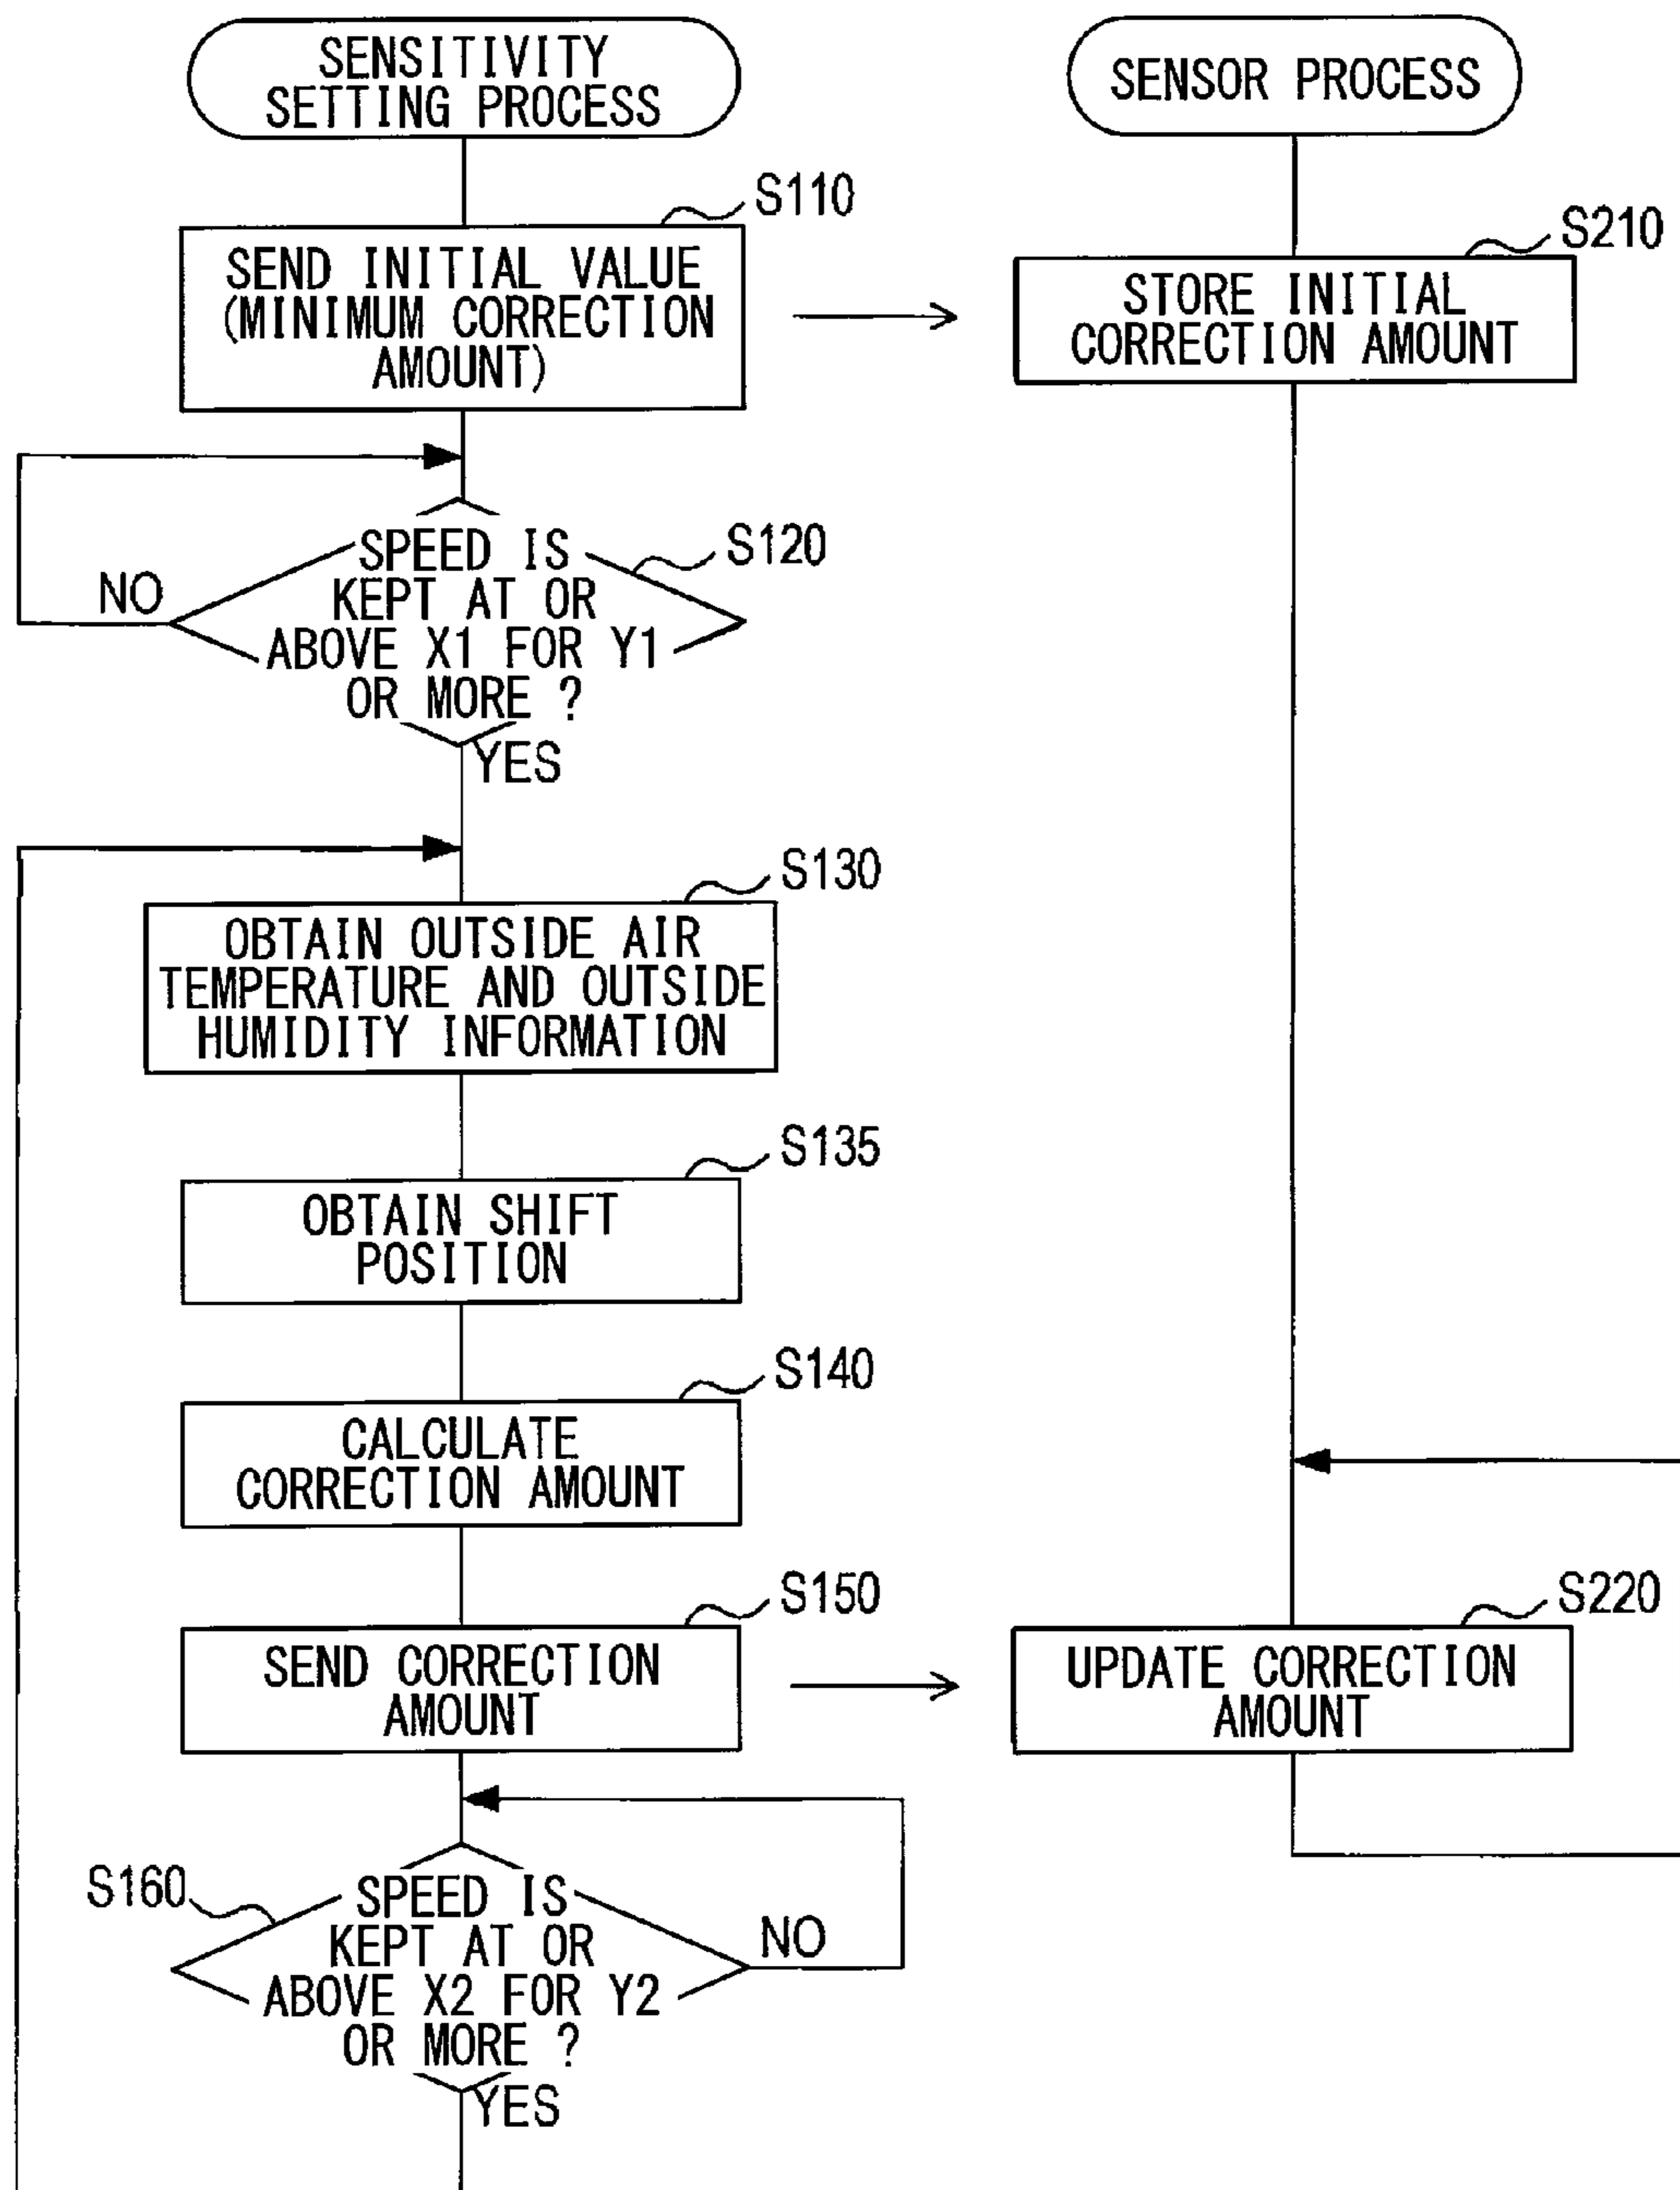 SENSITIVITY
SETTING PROCESS
SENSOR PROCESS
S110
SEND INITIAL VALUE
(MINIMUM CORRECTION
AMOUNT)
S210
STORE INITIAL
CORRECTION AMOUNT
S120
SPEED IS
KEPT AT OR
ABOVE X1 FOR Y1
OR MORE ?
NO
YES
S130
OBTAIN OUTSIDE AIR
TEMPERATURE AND OUTSIDE
HUMIDITY INFORMATION
S135
OBTAIN SHIFT
POSITION
S140
CALCULATE
CORRECTION AMOUNT
S150
SEND CORRECTION
AMOUNT
S220
UPDATE CORRECTION
AMOUNT
S160
SPEED IS
KEPT AT OR
ABOVE X2 FOR Y2
OR MORE ?
NO
YES